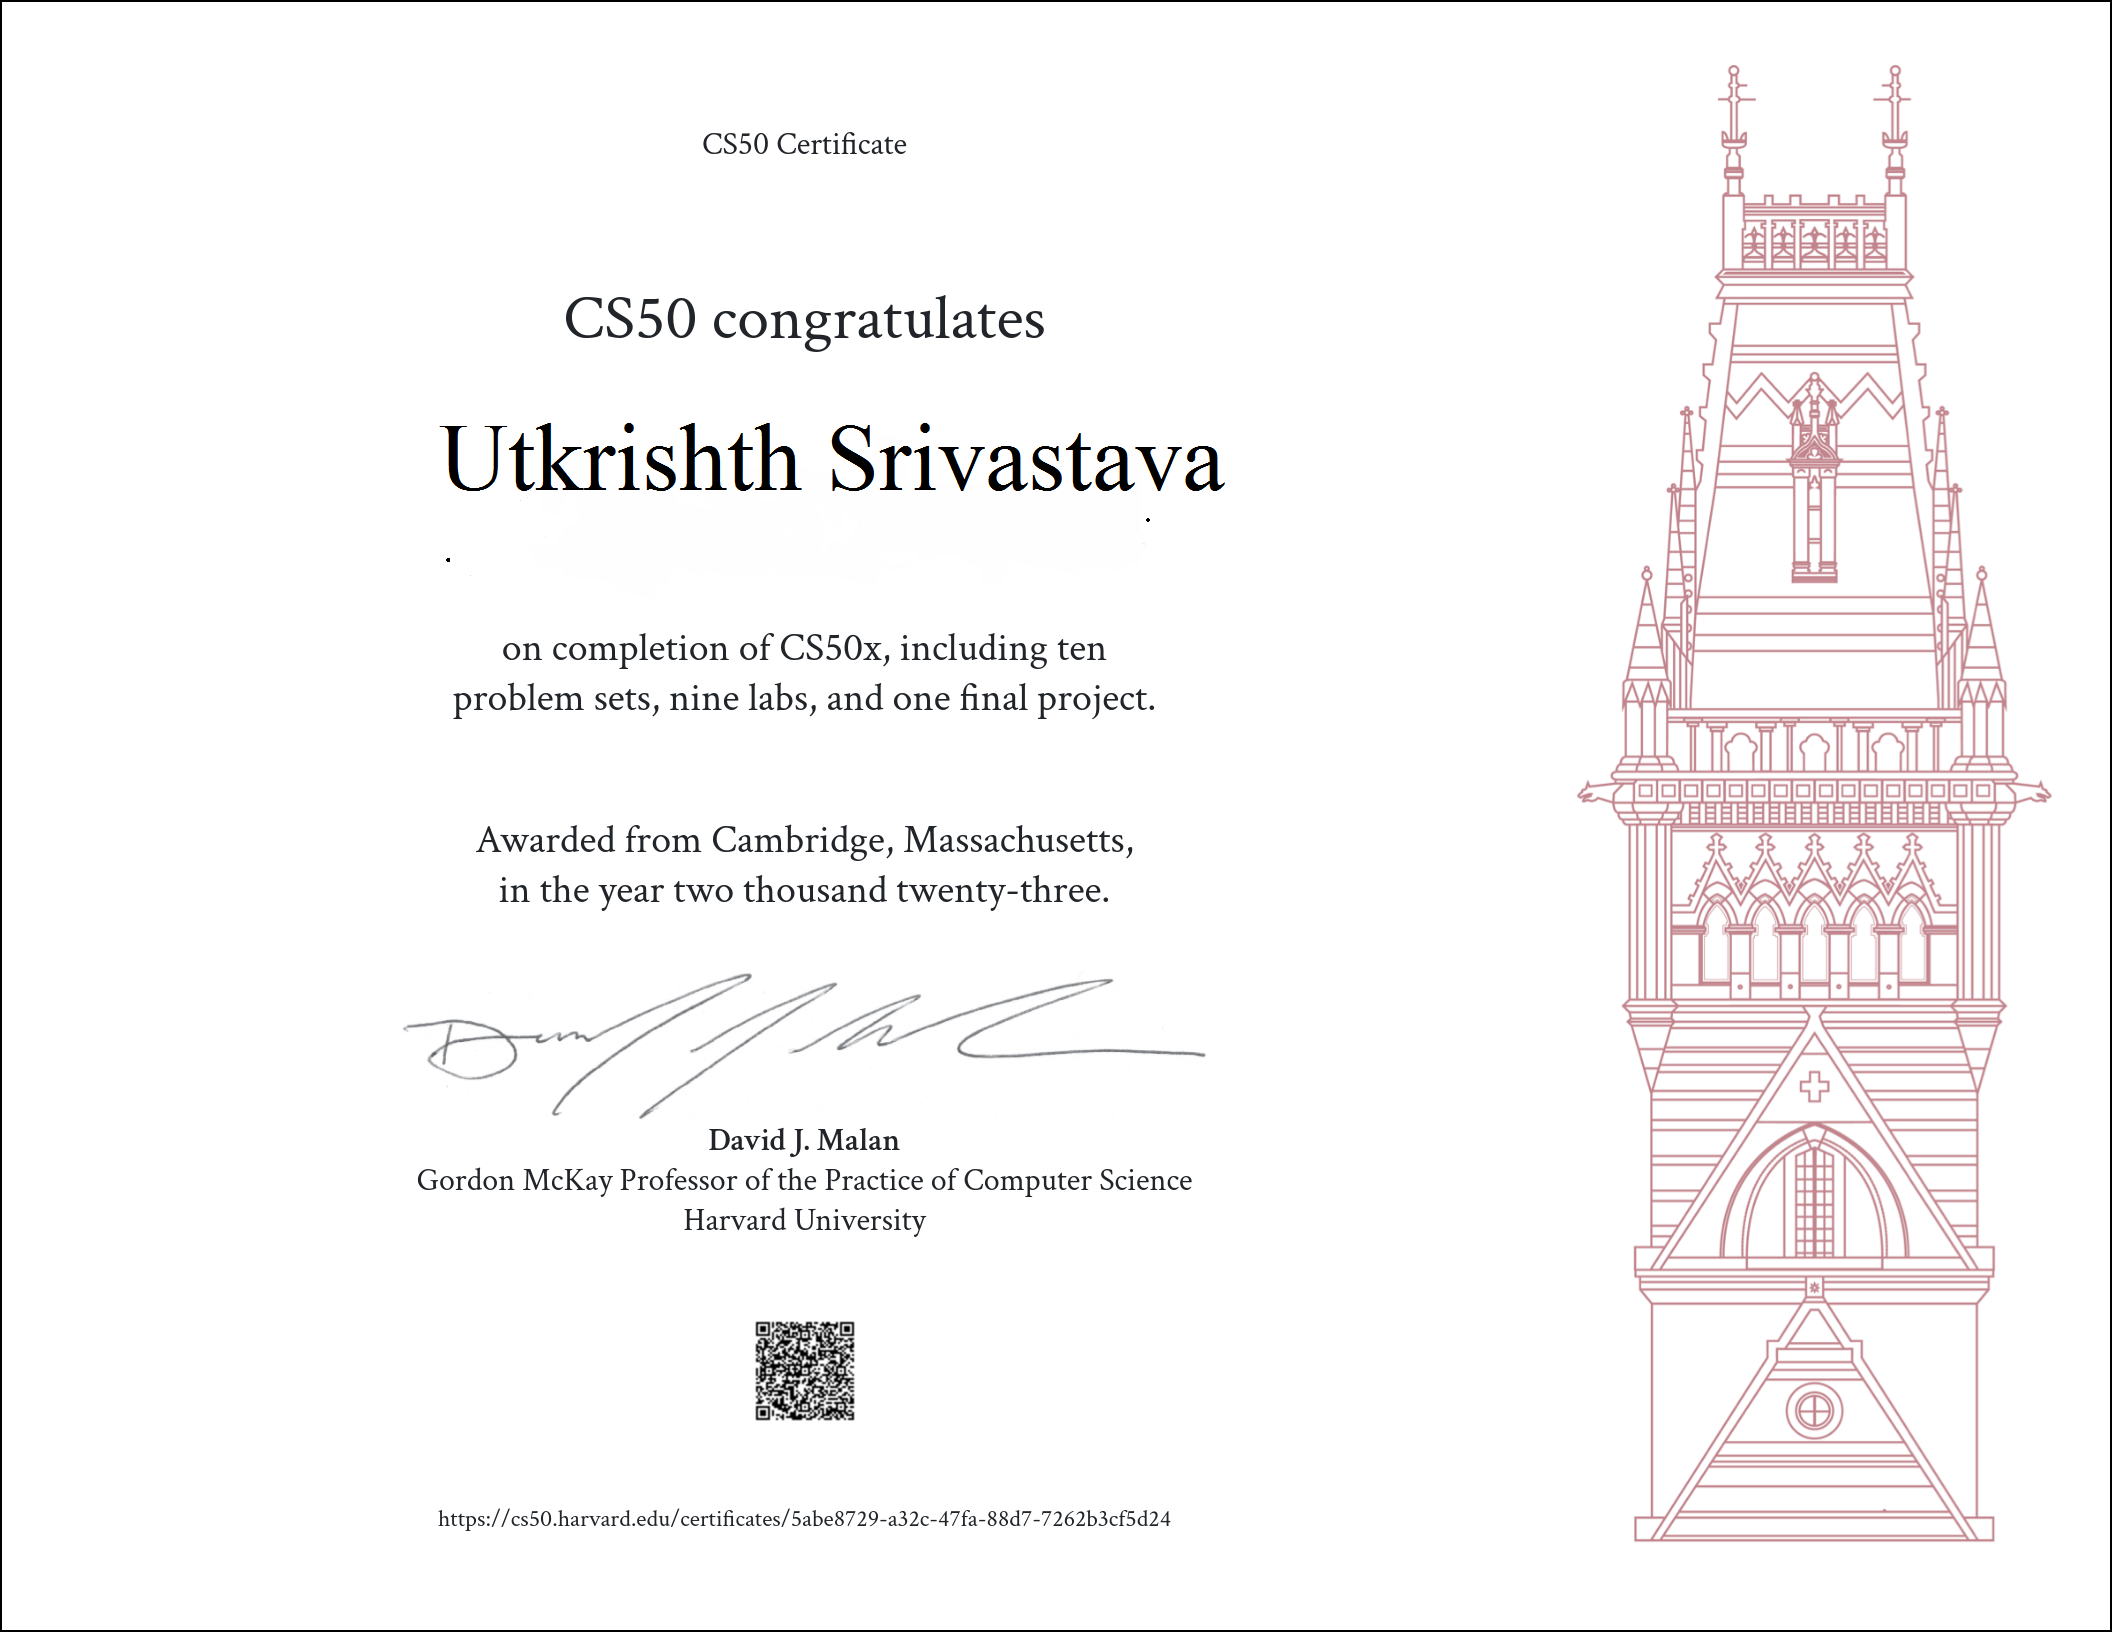 CS50 Certificate
CS50 congratulates
Utkrishth Srivastava
on completion of CS50x, including ten
problem sets, nine labs, and one final project.
Awarded from Cambridge, Massachusetts,
in the year two thousand twenty-three.
David J. Malan
Gordon McKay Professor of the Practice of Computer Science
Harvard University
https://cs50.harvard.edu/certificates/5abe8729-a32c-47fa-88d7-7262b3cf5d24